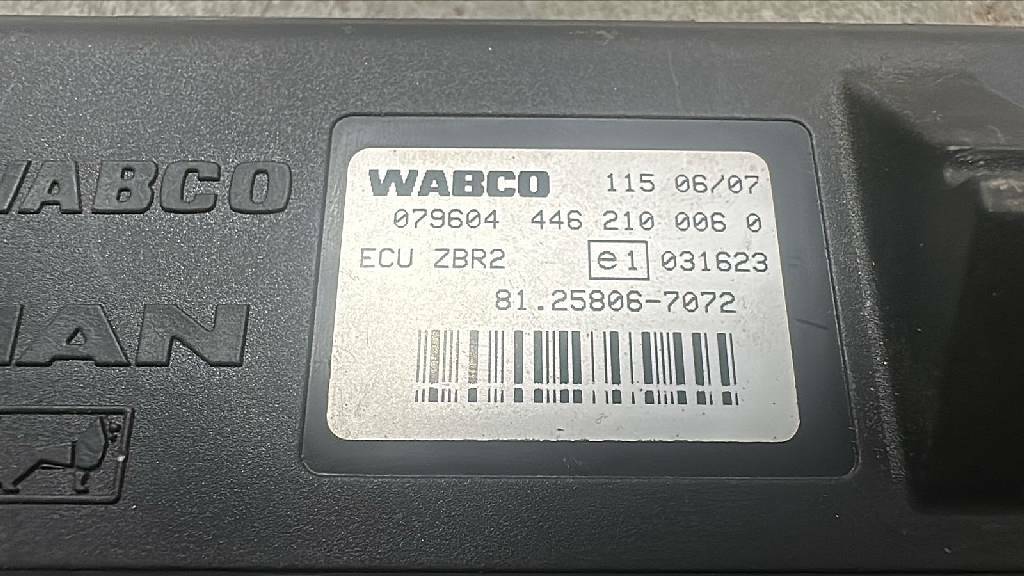 WABCO
MAN
WABCO 115 06/07
079604 446 210 006 0
ECU ZBR2 e1 031623
81.25806-7072